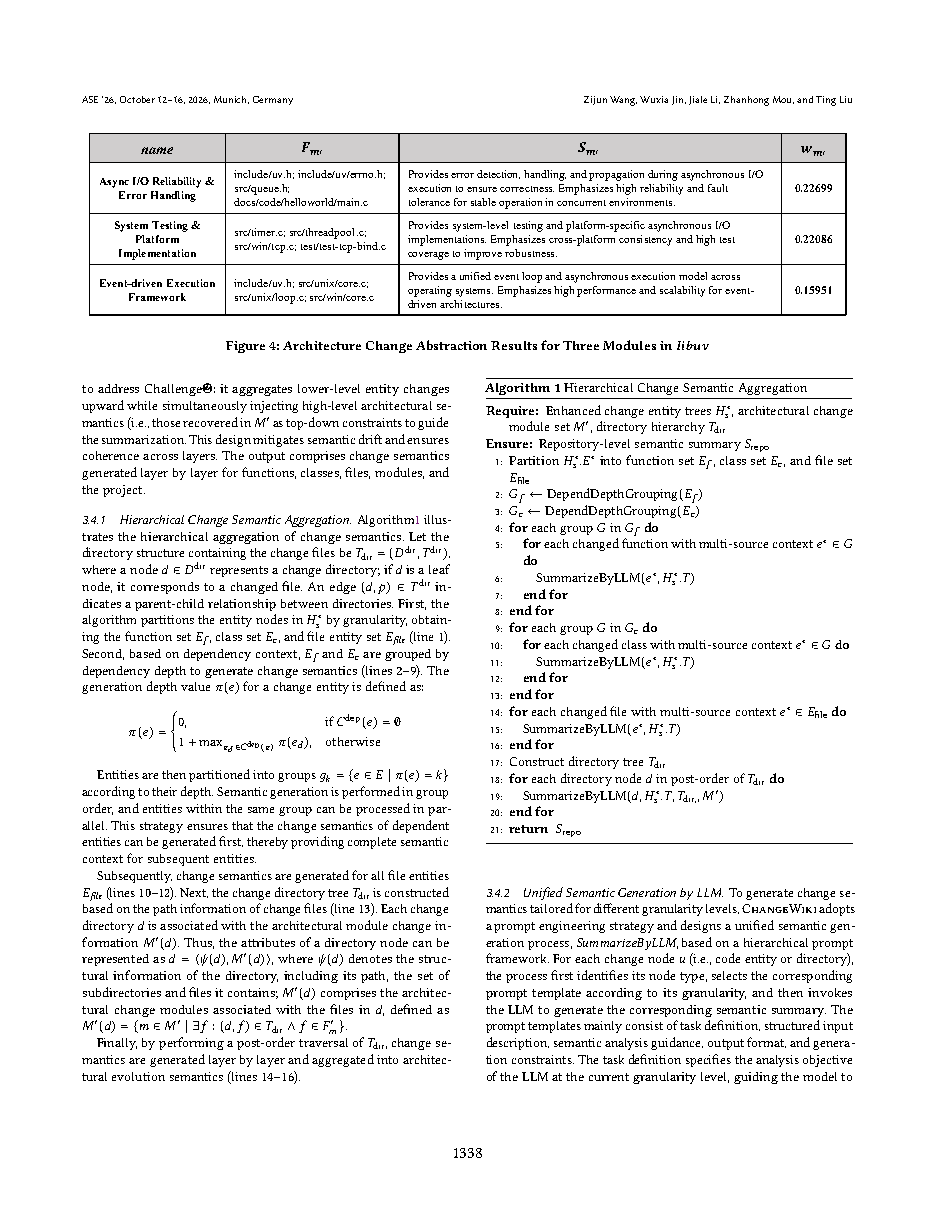 ASE '26, October 12–16, 2026, Munich, Germany
Zijun Wang, Wuxia Jin, Jiale Li, Zhanhong Mou, and Ting Liu
name F_m′ S_m′ w_m′
Async I/O Reliability & Error Handling
include/uv.h; include/uv/errno.h;
src/queue.h;
docs/code/helloworld/main.c
Provides error detection, handling, and propagation during asynchronous I/O
execution to ensure correctness. Emphasizes high reliability and fault
tolerance for stable operation in concurrent environments.
0.22699
System Testing &
Platform
Implementation
src/timer.c; src/threadpool.c;
src/win/tcp.c; test/test-tcp-bind.c
Provides system-level testing and platform-specific asynchronous I/O
implementations. Emphasizes cross-platform consistency and high test
coverage to improve robustness.
0.22086
Event-driven Execution
Framework
include/uv.h; src/unix/core.c;
src/unix/loop.c; src/win/core.c
Provides a unified event loop and asynchronous execution model across
operating systems. Emphasizes high performance and scalability for event-
driven architectures.
0.15951
Figure 4: Architecture Change Abstraction Results for Three Modules in libuv
to address Challenge❷: it aggregates lower-level entity changes
upward while simultaneously injecting high-level architectural se-
mantics (i.e., those recovered in M′ as top-down constraints to guide
the summarization. This design mitigates semantic drift and ensures
coherence across layers. The output comprises change semantics
generated layer by layer for functions, classes, files, modules, and
the project.
3.4.1 Hierarchical Change Semantic Aggregation. Algorithm1 illus-
trates the hierarchical aggregation of change semantics. Let the
directory structure containing the change files be T_dir = (D^dir, T^dir),
where a node d ∈ D^dir represents a change directory; if d is a leaf
node, it corresponds to a changed file. An edge (d, p) ∈ T^dir in-
dicates a parent-child relationship between directories. First, the
algorithm partitions the entity nodes in H_s^* by granularity, obtain-
ing the function set E_f, class set E_c, and file entity set E_file (line 1).
Second, based on dependency context, E_f and E_c are grouped by
dependency depth to generate change semantics (lines 2–9). The
generation depth value π(e) for a change entity is defined as:
π(e) = { 0, if C^dep(e) = ∅
1 + max_{e_d ∈ C^dep(e)} π(e_d), otherwise
Entities are then partitioned into groups g_k = {e ∈ E | π(e) = k}
according to their depth. Semantic generation is performed in group
order, and entities within the same group can be processed in par-
allel. This strategy ensures that the change semantics of dependent
entities can be generated first, thereby providing complete semantic
context for subsequent entities.
Subsequently, change semantics are generated for all file entities
E_file (lines 10–12). Next, the change directory tree T_dir is constructed
based on the path information of change files (line 13). Each change
directory d is associated with the architectural module change in-
formation M′(d). Thus, the attributes of a directory node can be
represented as d = ⟨ψ(d), M′(d)⟩, where ψ(d) denotes the struc-
tural information of the directory, including its path, the set of
subdirectories and files it contains; M′(d) comprises the architec-
tural change modules associated with the files in d, defined as
M′(d) = {m ∈ M′ | ∃f : (d, f) ∈ T_dir ∧ f ∈ F′_m}.
Finally, by performing a post-order traversal of T_dir, change se-
mantics are generated layer by layer and aggregated into architec-
tural evolution semantics (lines 14–16).
Algorithm 1 Hierarchical Change Semantic Aggregation
Require: Enhanced change entity trees H_s^*, architectural change
module set M′, directory hierarchy T_dir
Ensure: Repository-level semantic summary S_repo
1: Partition H_s^*.E^* into function set E_f, class set E_c, and file set
E_file
2: G_f ← DependDepthGrouping(E_f)
3: G_c ← DependDepthGrouping(E_c)
4: for each group G in G_f do
5: for each changed function with multi-source context e^* ∈ G
do
6: SummarizeByLLM(e^*, H_s^*.T)
7: end for
8: end for
9: for each group G in G_c do
10: for each changed class with multi-source context e^* ∈ G do
11: SummarizeByLLM(e^*, H_s^*.T)
12: end for
13: end for
14: for each changed file with multi-source context e^* ∈ E_file do
15: SummarizeByLLM(e^*, H_s^*.T)
16: end for
17: Construct directory tree T_dir
18: for each directory node d in post-order of T_dir do
19: SummarizeByLLM(d, H_s^*.T, T_dir,, M′)
20: end for
21: return S_repo
3.4.2 Unified Semantic Generation by LLM. To generate change se-
mantics tailored for different granularity levels, ChangeWiki adopts
a prompt engineering strategy and designs a unified semantic gen-
eration process, SummarizeByLLM, based on a hierarchical prompt
framework. For each change node u (i.e., code entity or directory),
the process first identifies its node type, selects the corresponding
prompt template according to its granularity, and then invokes
the LLM to generate the corresponding semantic summary. The
prompt templates mainly consist of task definition, structured input
description, semantic analysis guidance, output format, and genera-
tion constraints. The task definition specifies the analysis objective
of the LLM at the current granularity level, guiding the model to
1338